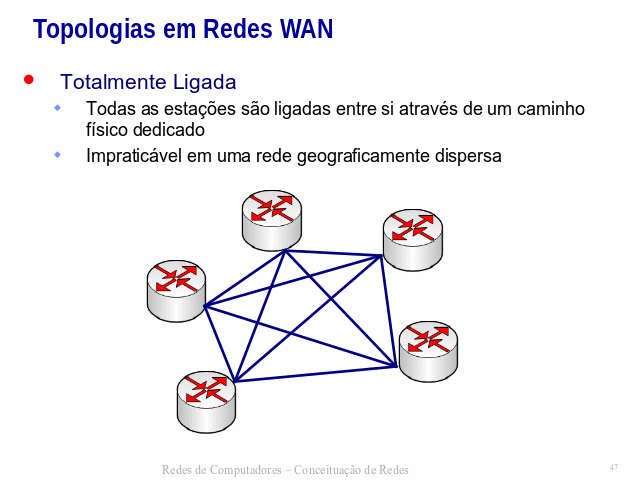 Topologias em Redes WAN
Totalmente Ligada
Todas as estações são ligadas entre si através de um caminho
físico dedicado
Impraticável em uma rede geograficamente dispersa
Redes de Computadores – Conceituação de Redes
47